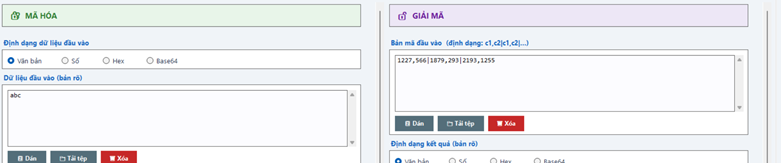 MÃ HÓA
Định dạng dữ liệu đầu vào
Văn bản Số Hex Base64
Dữ liệu đầu vào (bản rõ)
abc
Dán Tải tệp Xóa
GIẢI MÃ
Bản mã đầu vào (định dạng: c1,c2|c1,c2|...)
1227,566|1879,293|2193,1255
Dán Tải tệp Xóa
Định dạng kết quả (bản rõ)
Văn bản Số Hex Base64